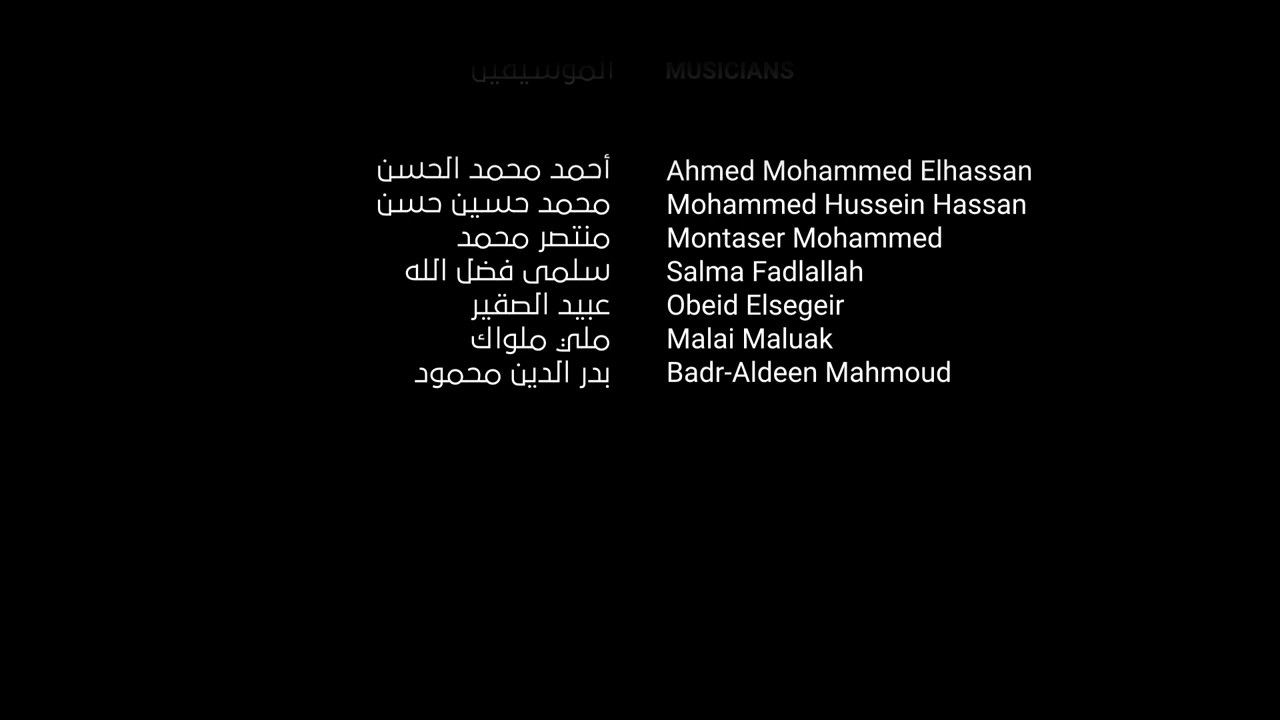 الموسيقيين MUSICIANS
أحمد محمد الحسن Ahmed Mohammed Elhassan
محمد حسين حسن Mohammed Hussein Hassan
منتصر محمد Montaser Mohammed
سلمى فضل الله Salma Fadlallah
عبيد الصقير Obeid Elsegeir
ملي ملواك Malai Maluak
بدر الدين محمود Badr-Aldeen Mahmoud